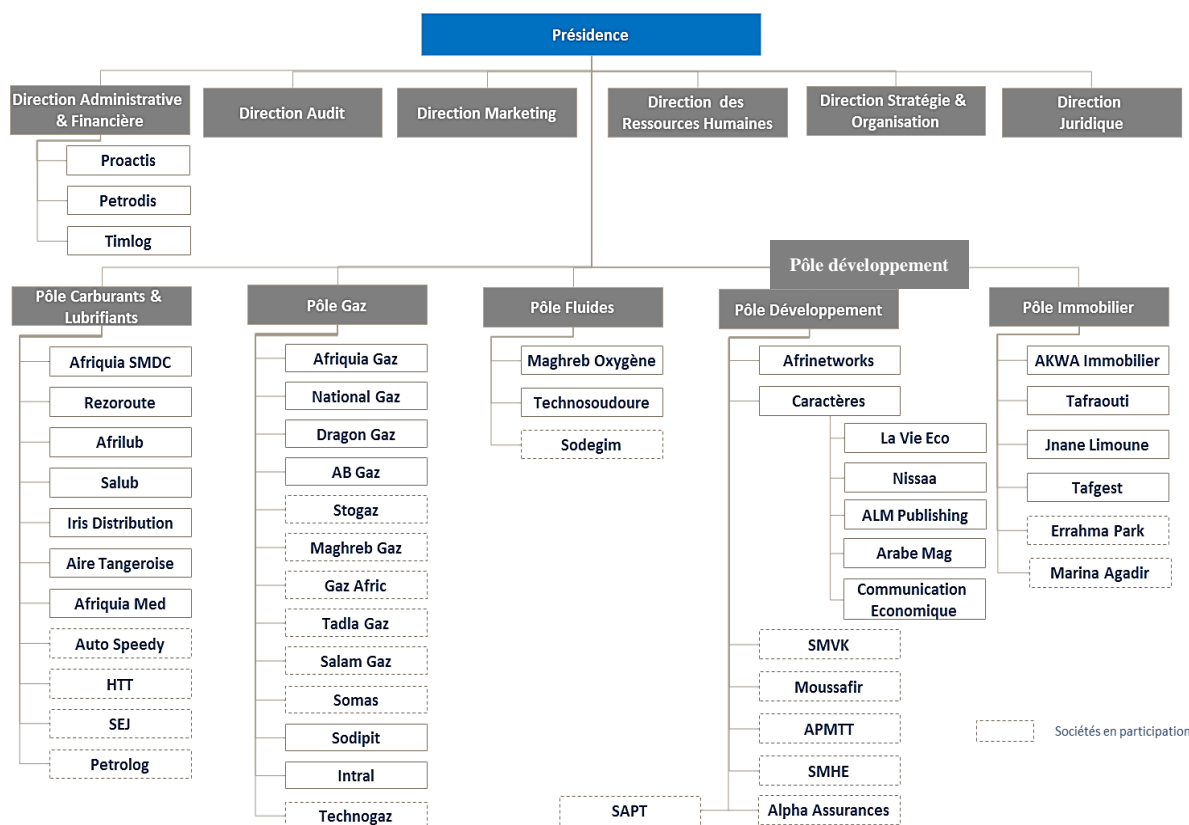 Présidence
Direction Administrative
& Financière
Direction Audit
Direction Marketing
Direction des
Ressources Humaines
Direction Stratégie &
Organisation
Direction
Juridique
Proactis
Petrodis
Timlog
Pôle développement
Pôle Carburants &
Lubrifiants
Afriquia SMDC
Rezoroute
Afrilub
Salub
Iris Distribution
Aire Tangeroise
Afriquia Med
Auto Speedy
HTT
SEJ
Petrolog
Pôle Gaz
Afriquia Gaz
National Gaz
Dragon Gaz
AB Gaz
Stogaz
Maghreb Gaz
Gaz Afric
Tadla Gaz
Salam Gaz
Somas
Sodipit
Intral
Technogaz
Pôle Fluides
Maghreb Oxygène
Technosoudoure
Sodegim
Pôle Développement
Afrinetworks
Caractères
La Vie Eco
Nissaa
ALM Publishing
Arabe Mag
Communication
Economique
SMVK
Moussafir
APMTT
SMHE
SAPT
Alpha Assurances
Pôle Immobilier
AKWA Immobilier
Tafraouti
Jnane Limoune
Tafgest
Errahma Park
Marina Agadir
Sociétés en participation